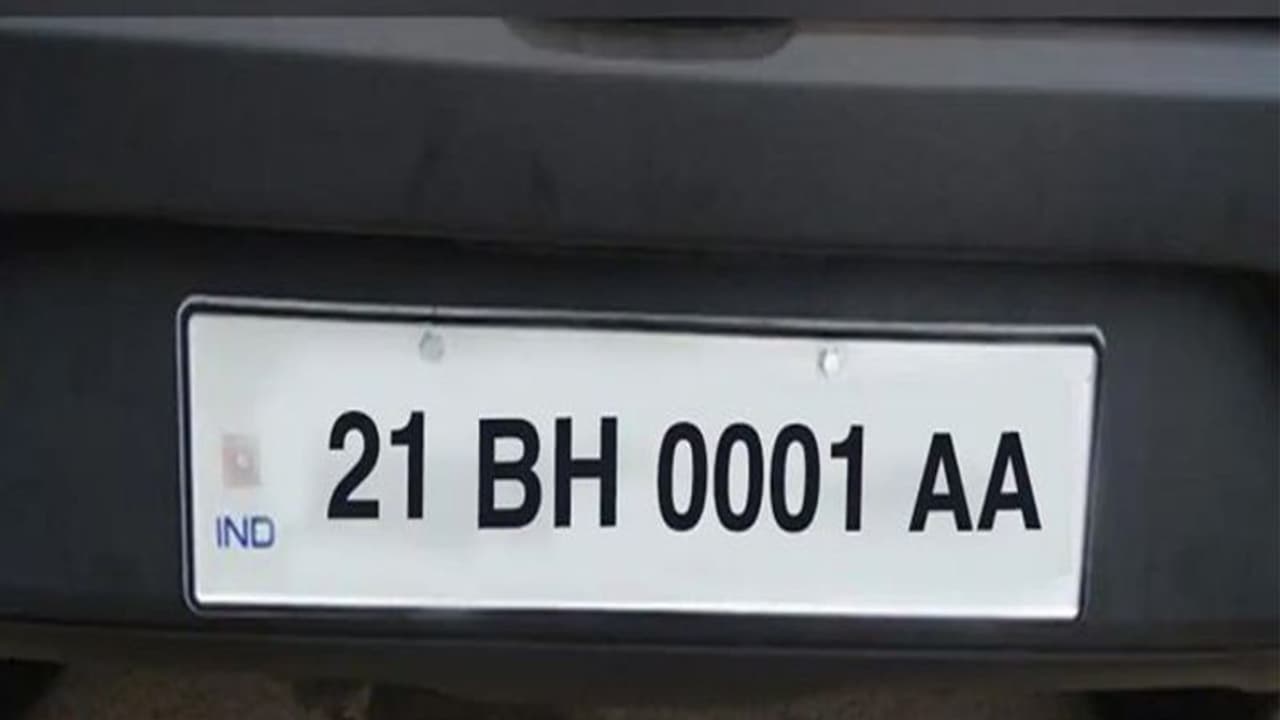 21 BH 0001 AA
IND